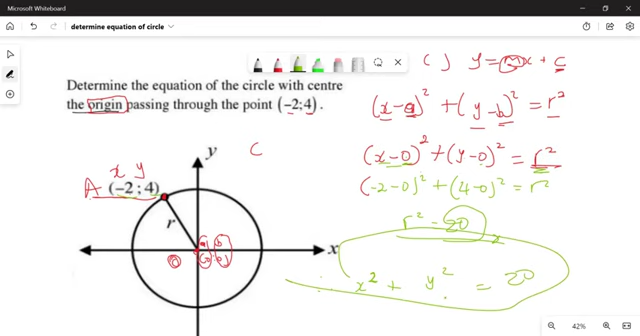 Microsoft Whiteboard
determine equation of circle
Determine the equation of the circle with centre
the origin passing through the point (−2;4).
C
y
x y
A (−2;4)
r
a b
(0 0)
O
x
( ) y = mx + c
(x−a)² + (y−b)² = r²
(x−0)² + (y−0)² = r²
(−2−0)² + (4−0)² = r²
r² = 20
x² + y² = 20
42%